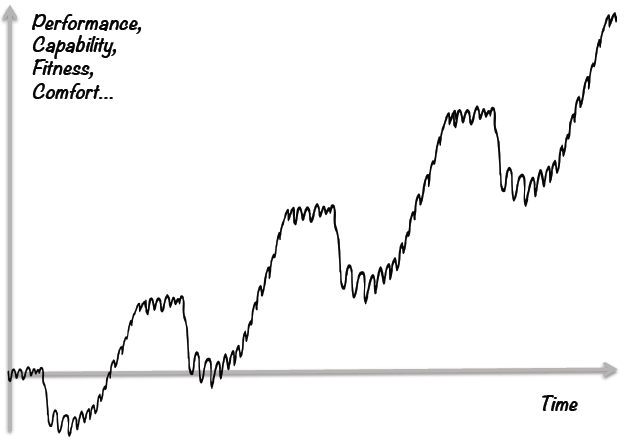 Performance,
Capability,
Fitness,
Comfort...
Time